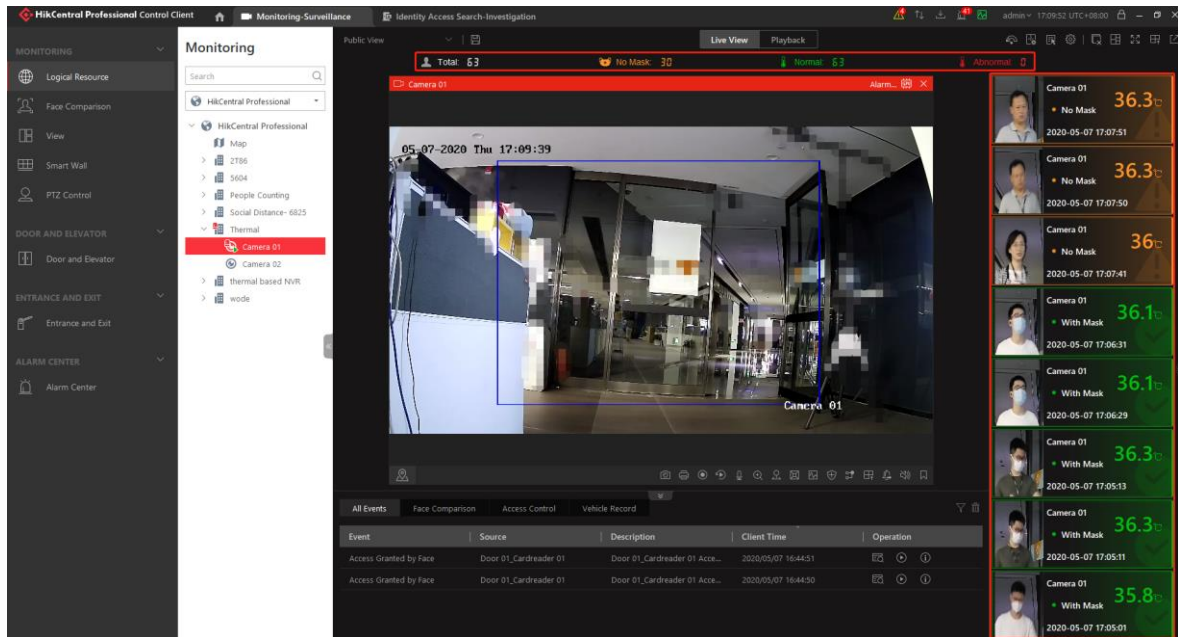 HikCentral Professional Control Client
Monitoring-Surveillance
Identity Access Search-Investigation
4
41
admin 17:09:52 UTC+08:00
MONITORING
Logical Resource
Face Comparison
View
Smart Wall
PTZ Control
DOOR AND ELEVATOR
Door and Elevator
ENTRANCE AND EXIT
Entrance and Exit
ALARM CENTER
Alarm Center
Monitoring
Search
HikCentral Professional
HikCentral Professional
Map
2T86
5604
People Counting
Social Distance- 6825
Thermal
Camera 01
Camera 02
thermal based NVR
wode
Public View
Live View
Playback
Total: 63
No Mask: 30
Normal: 63
Abnormal: 0
Camera 01
Alarm...
05-07-2020 Thu 17:09:39
Camera 01
All Events
Face Comparison
Access Control
Vehicle Record
Event Source Description Client Time Operation
Access Granted by Face Door 01_Cardreader 01 Door 01_Cardreader 01 Acce... 2020/05/07 16:44:51
Access Granted by Face Door 01_Cardreader 01 Door 01_Cardreader 01 Acce... 2020/05/07 16:44:50
Camera 01
No Mask
36.3℃
2020-05-07 17:07:51
Camera 01
No Mask
36.3℃
2020-05-07 17:07:50
Camera 01
No Mask
36℃
2020-05-07 17:07:41
Camera 01
With Mask
36.1℃
2020-05-07 17:06:31
Camera 01
With Mask
36.1℃
2020-05-07 17:06:29
Camera 01
With Mask
36.3℃
2020-05-07 17:05:13
Camera 01
With Mask
36.3℃
2020-05-07 17:05:11
Camera 01
With Mask
35.8℃
2020-05-07 17:05:01